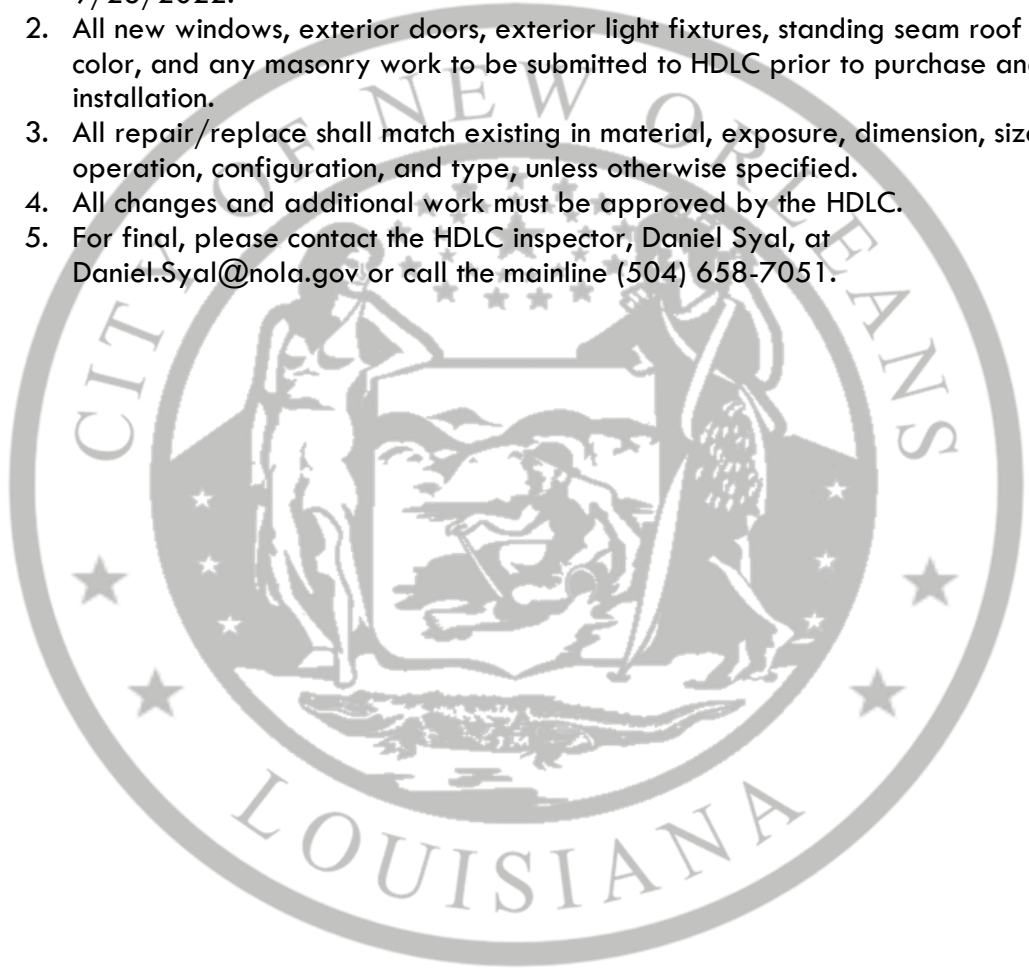 2. All new windows, exterior doors, exterior light fixtures, standing seam roof
color, and any masonry work to be submitted to HDLC prior to purchase and
installation.
3. All repair/replace shall match existing in material, exposure, dimension, size
operation, configuration, and type, unless otherwise specified.
4. All changes and additional work must be approved by the HDLC.
5. For final, please contact the HDLC inspector, Daniel Syal, at
Daniel.Syal@nola.gov or call the mainline (504) 658-7051.
CITY OF NEW ORLEANS
LOUISIANA